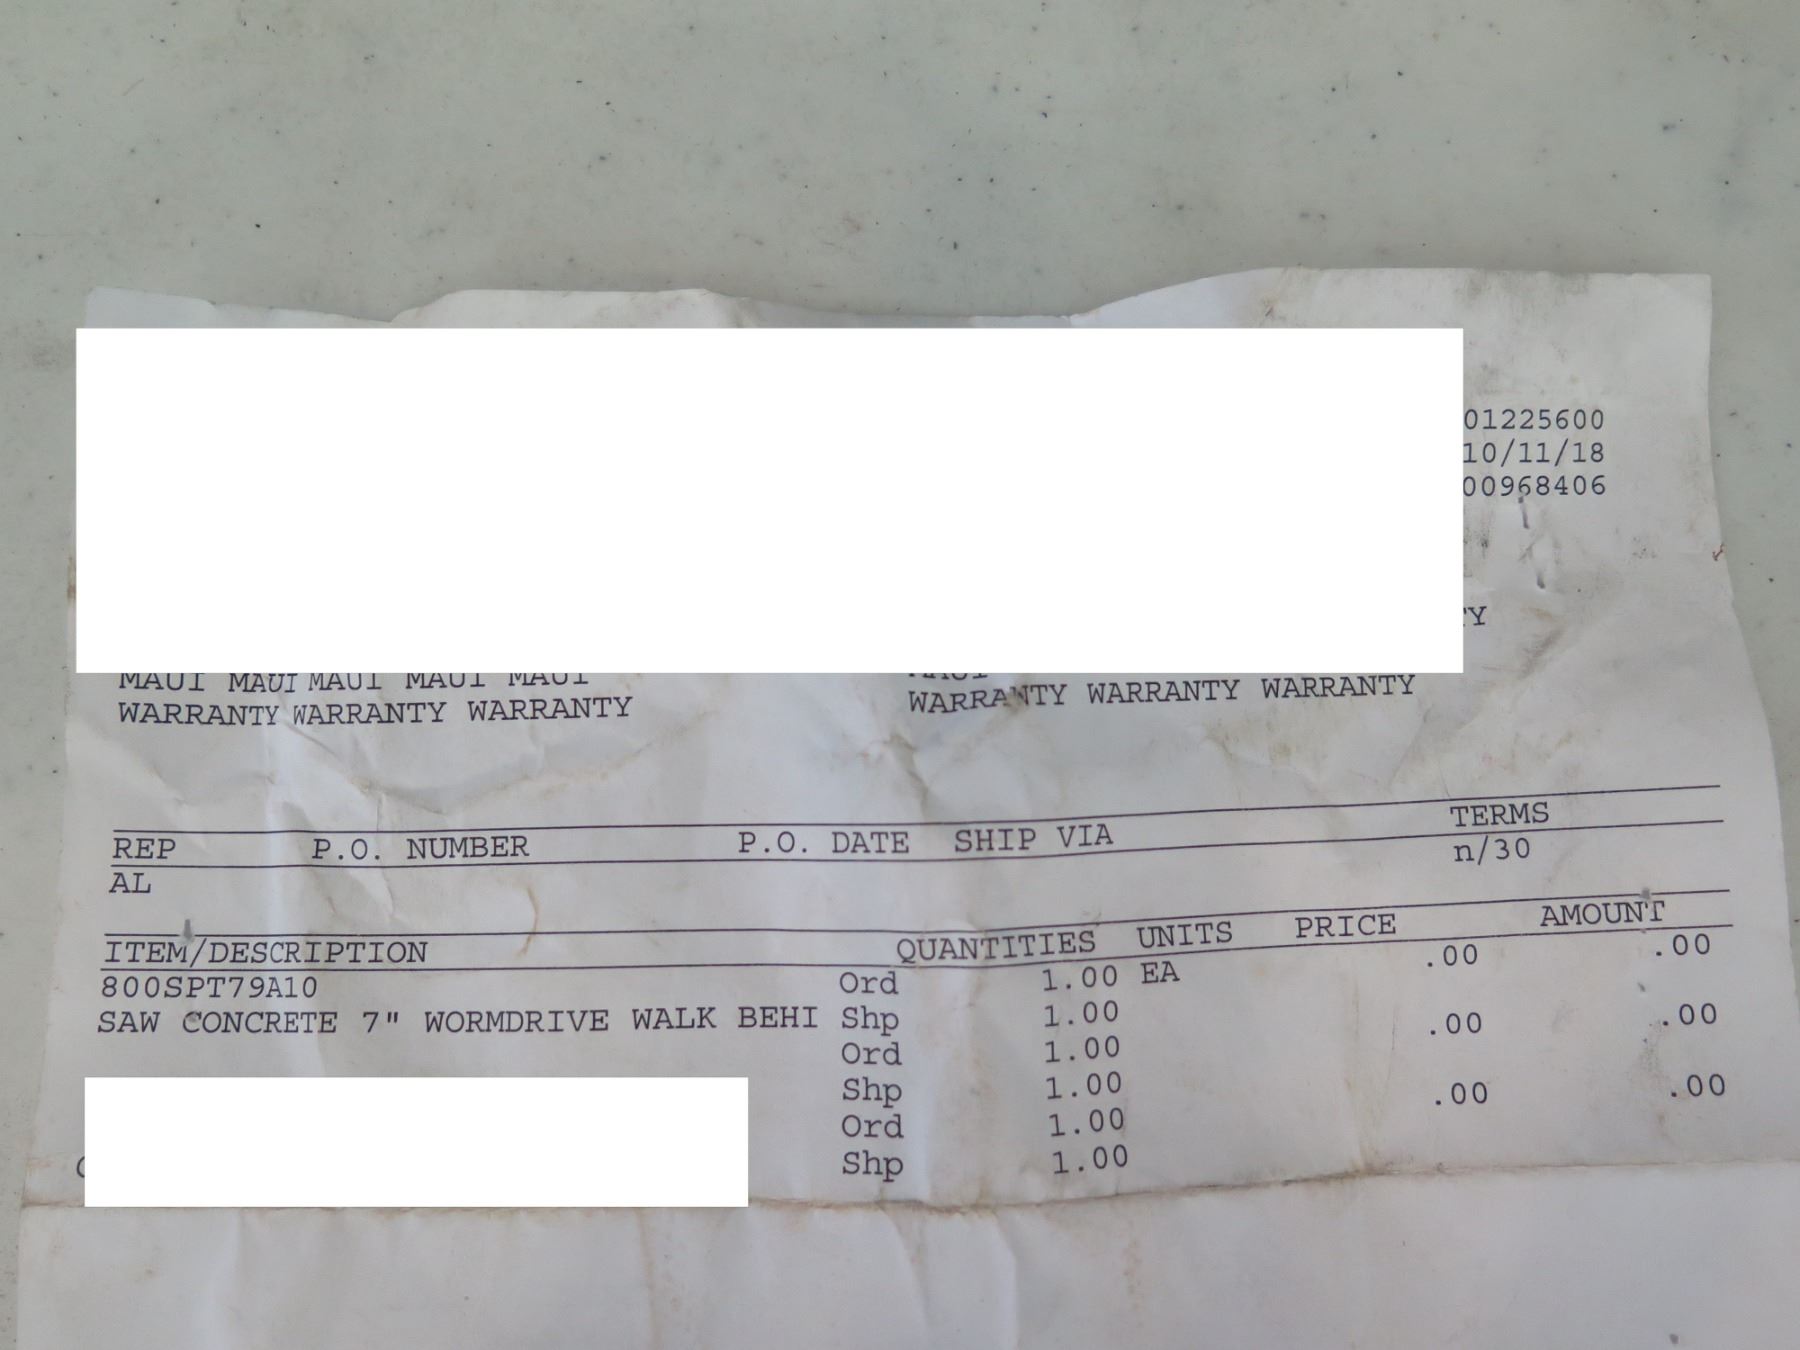 01225600
10/11/18
00968406
TY
MAUI MAUI MAUI MAUI MAUI
WARRANTY WARRANTY WARRANTY WARRANTY WARRANTY WARRANTY
REP P.O. NUMBER P.O. DATE SHIP VIA TERMS
AL n/30
ITEM/DESCRIPTION QUANTITIES UNITS PRICE AMOUNT
800SPT79A10 Ord 1.00 EA .00 .00
SAW CONCRETE 7" WORMDRIVE WALK BEHI Shp 1.00
Ord 1.00 .00 .00
Shp 1.00
Ord 1.00 .00 .00
Shp 1.00